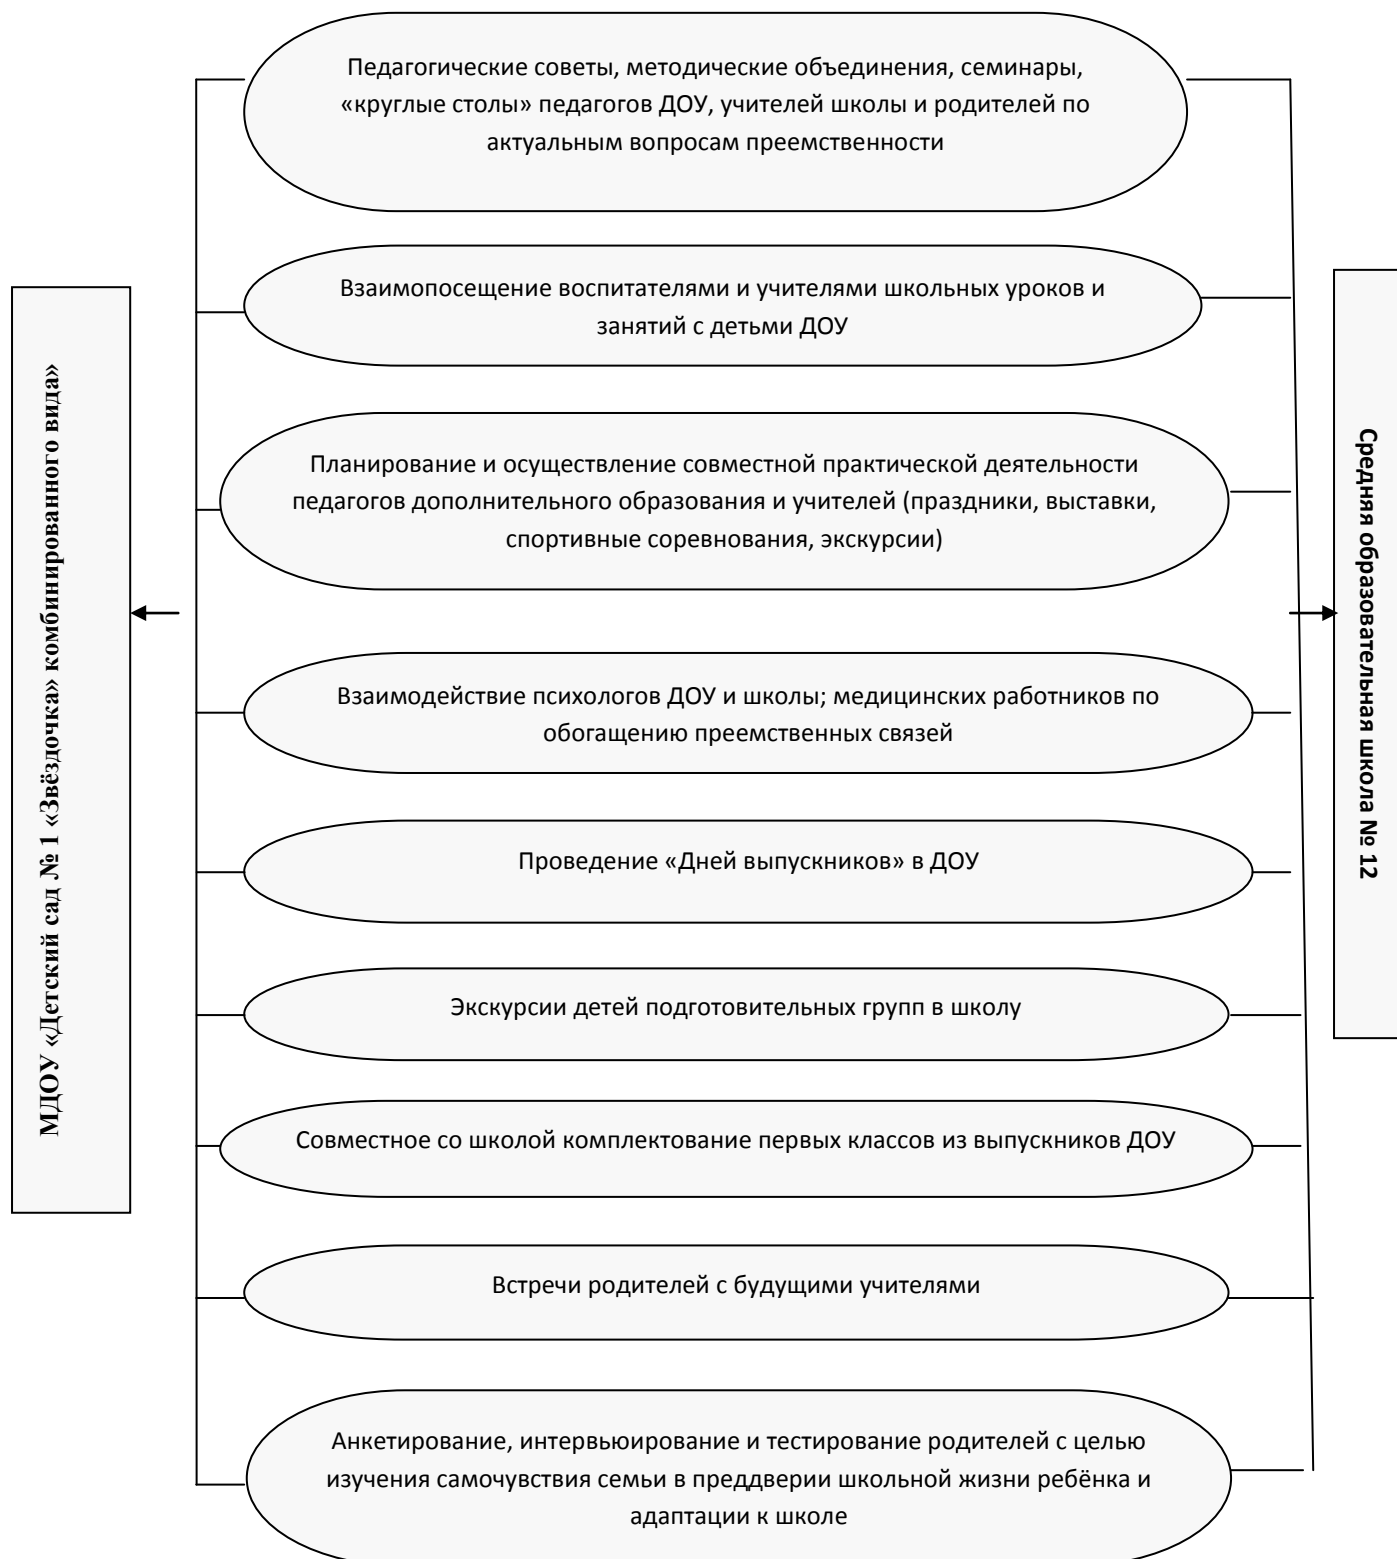 Педагогические советы, методические объединения, семинары,
«круглые столы» педагогов ДОУ, учителей школы и родителей по
актуальным вопросам преемственности
Взаимопосещение воспитателями и учителями школьных уроков и
занятий с детьми ДОУ
МДОУ «Детский сад № 1 «Звёздочка» комбинированного вида»
Средняя образовательная школа № 12
Планирование и осуществление совместной практической деятельности
педагогов дополнительного образования и учителей (праздники, выставки,
спортивные соревнования, экскурсии)
Взаимодействие психологов ДОУ и школы; медицинских работников по
обогащению преемственных связей
Проведение «Дней выпускников» в ДОУ
Экскурсии детей подготовительных групп в школу
Совместное со школой комплектование первых классов из выпускников ДОУ
Встречи родителей с будущими учителями
Анкетирование, интервьюирование и тестирование родителей с целью
изучения самочувствия семьи в преддверии школьной жизни ребёнка и
адаптации к школе